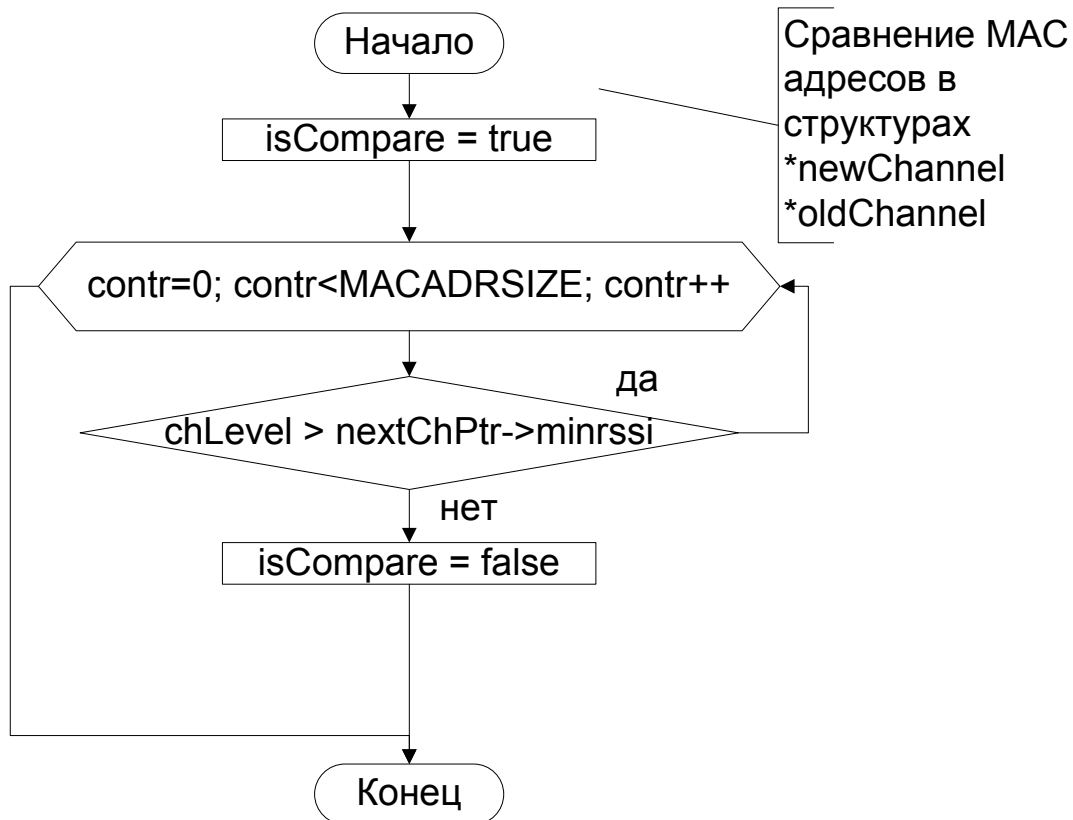 Начало
Сравнение MAC
адресов в
структурах
*newChannel
*oldChannel
isCompare = true
contr=0; contr<MACADRSIZE; contr++
да
chLevel > nextChPtr->minrssi
нет
isCompare = false
Конец